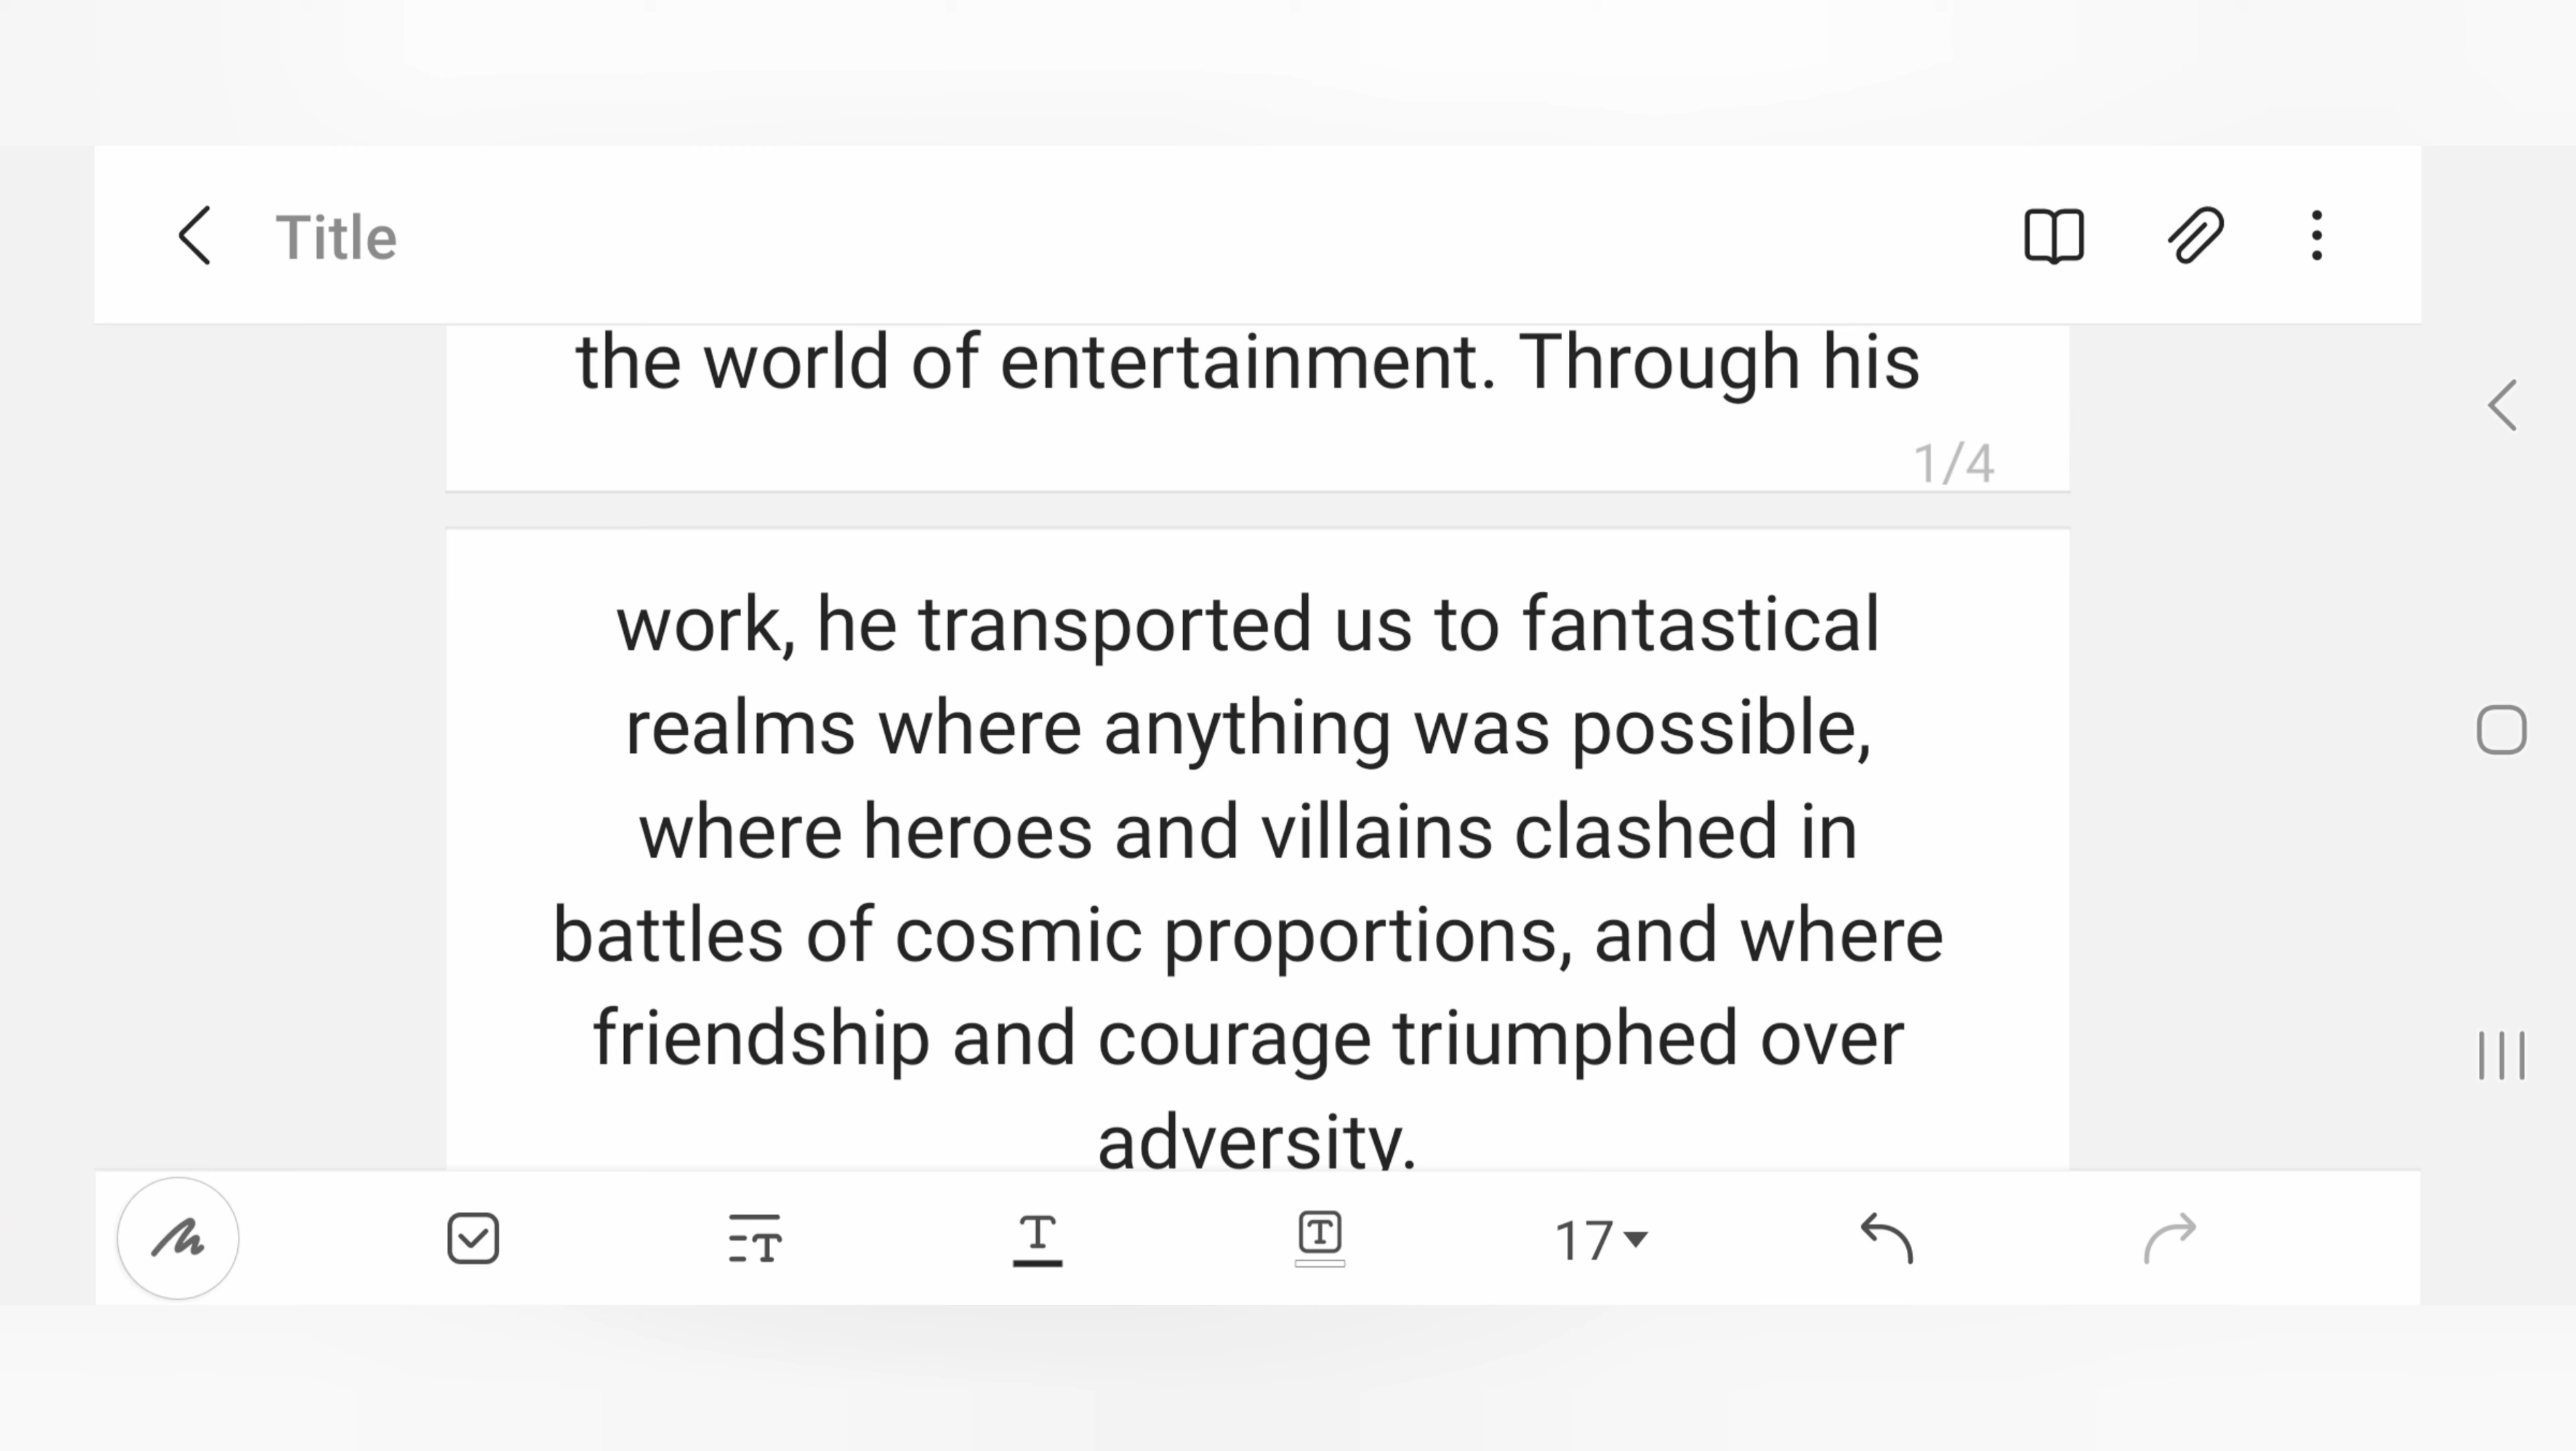 Title
the world of entertainment. Through his
1/4
work, he transported us to fantastical
realms where anything was possible,
where heroes and villains clashed in
battles of cosmic proportions, and where
friendship and courage triumphed over
adversity.
17